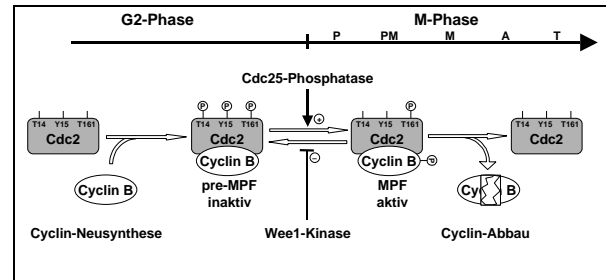 G2-Phase M-Phase
P PM M A T
Cdc25-Phosphatase
P P P P
T14 Y15 T161 T14 Y15 T161 + T14 Y15 T161 T14 Y15 T161
Cdc2 Cdc2 Cdc2 Cdc2
Cyclin B Cyclin B P
−
Cyclin B pre-MPF MPF Cyc B
inaktiv aktiv
Cyclin-Neusynthese Wee1-Kinase Cyclin-Abbau